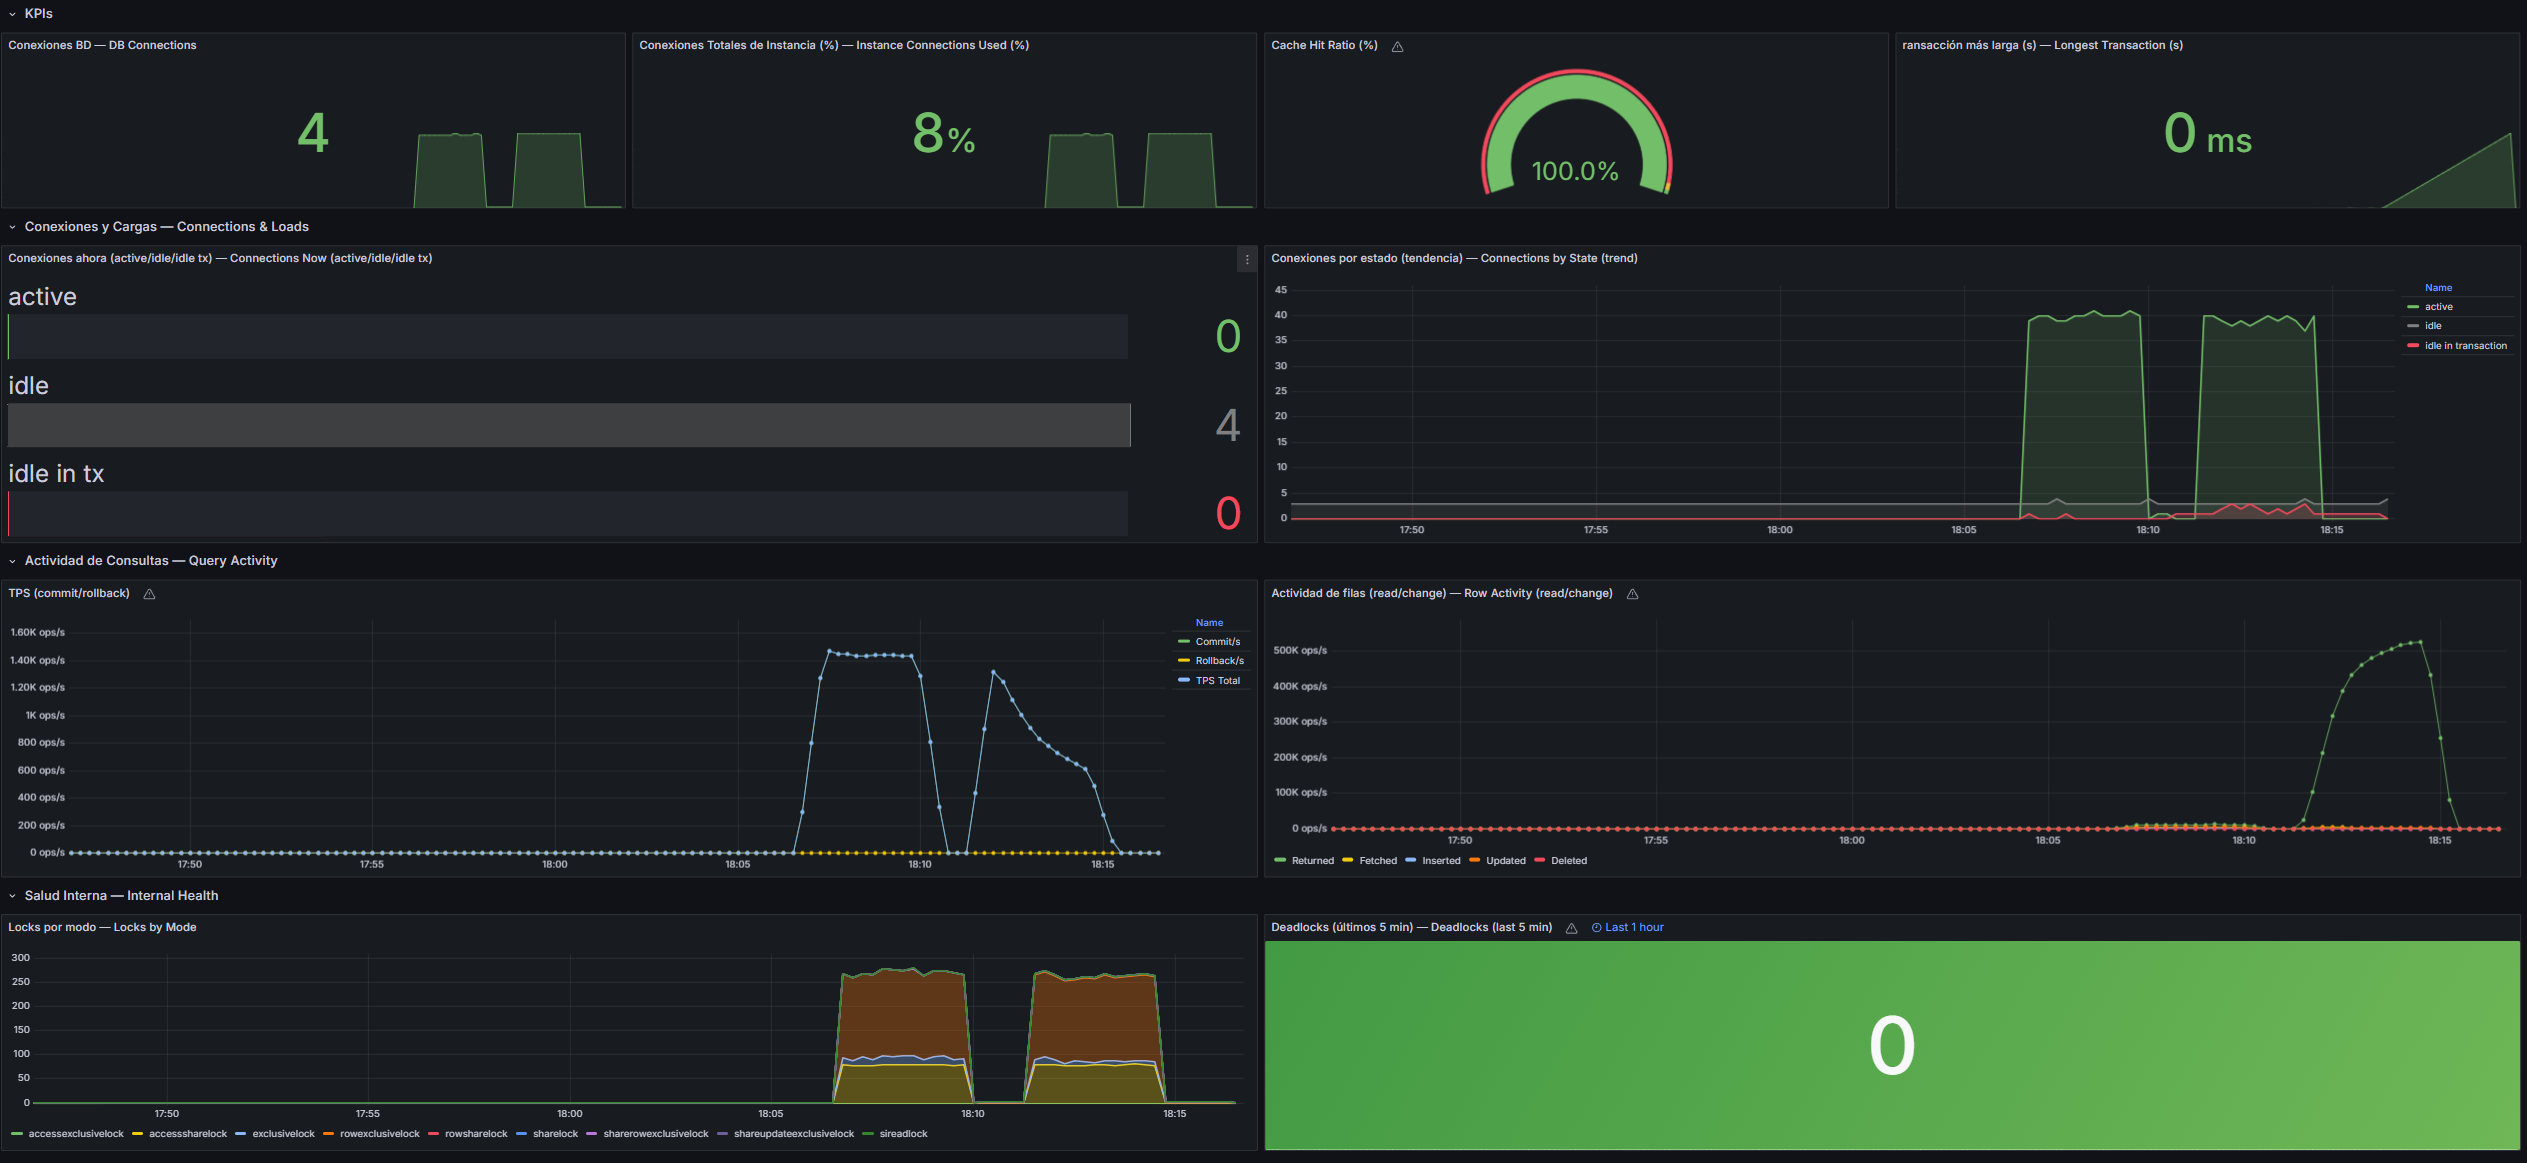 KPIs
Conexiones BD — DB Connections
4
Conexiones Totales de Instancia (%) — Instance Connections Used (%)
8%
Cache Hit Ratio (%)
100.0%
ransacción más larga (s) — Longest Transaction (s)
0 ms
Conexiones y Cargas — Connections & Loads
Conexiones ahora (active/idle/idle tx) — Connections Now (active/idle/idle tx)
active
0
idle
4
idle in tx
0
Conexiones por estado (tendencia) — Connections by State (trend)
45
40
35
30
25
20
15
10
5
0
17:50 17:55 18:00 18:05 18:10 18:15
Name
active
idle
idle in transaction
Actividad de Consultas — Query Activity
TPS (commit/rollback)
1.60K ops/s
1.40K ops/s
1.20K ops/s
1K ops/s
800 ops/s
600 ops/s
400 ops/s
200 ops/s
0 ops/s
17:50 17:55 18:00 18:05 18:10 18:15
Name
Commit/s
Rollback/s
TPS Total
Actividad de filas (read/change) — Row Activity (read/change)
500K ops/s
400K ops/s
300K ops/s
200K ops/s
100K ops/s
0 ops/s
17:50 17:55 18:00 18:05 18:10 18:15
Returned Fetched Inserted Updated Deleted
Salud Interna — Internal Health
Locks por modo — Locks by Mode
300
250
200
150
100
50
0
17:50 17:55 18:00 18:05 18:10 18:15
accessexclusivelock accesssharelock exclusivelock rowexclusivelock rowsharelock sharelock sharerowexclusivelock shareupdateexclusivelock sireadlock
Deadlocks (últimos 5 min) — Deadlocks (last 5 min) Last 1 hour
0